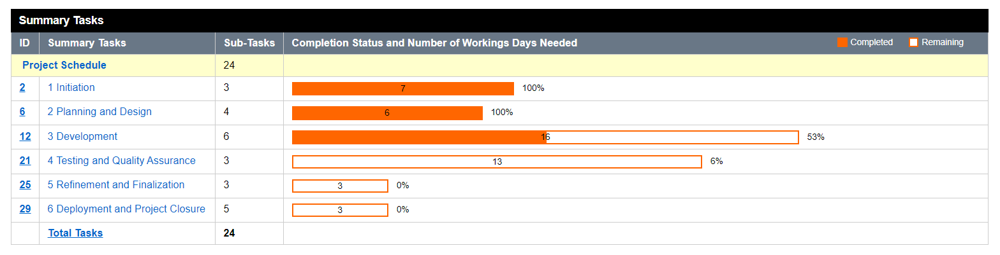 Summary Tasks
ID Summary Tasks Sub-Tasks Completion Status and Number of Workings Days Needed Completed Remaining
Project Schedule 24
2 1 Initiation 3 7 100%
6 2 Planning and Design 4 6 100%
12 3 Development 6 16 53%
21 4 Testing and Quality Assurance 3 13 6%
25 5 Refinement and Finalization 3 3 0%
29 6 Deployment and Project Closure 5 3 0%
Total Tasks 24